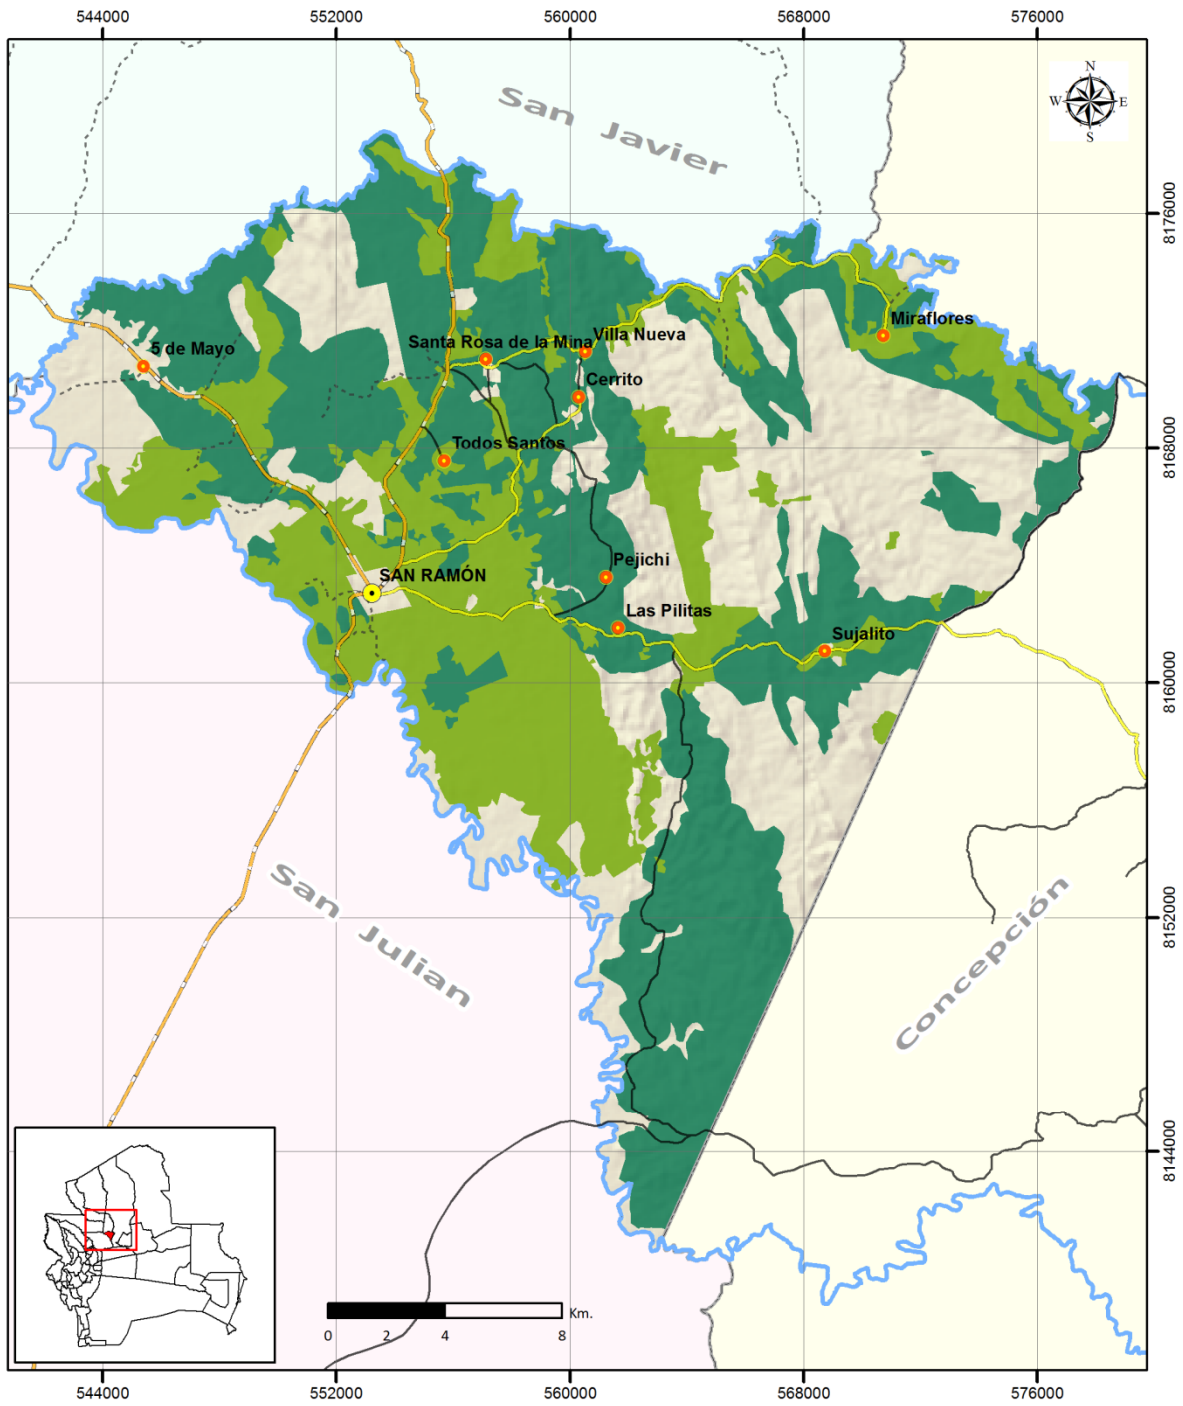 544000
552000
560000
568000
576000
San Javier
N
W
E
S
8176000
Miraflores
Villa Nueva
Santa Rosa de la Mina
5 de Mayo
Cerrito
Todos Santos
8168000
Pejichi
SAN RAMÓN
Las Pilitas
Sujalito
8160000
San Julian
Concepción
8152000
8144000
Km.
0
2
4
8
544000
552000
560000
568000
576000